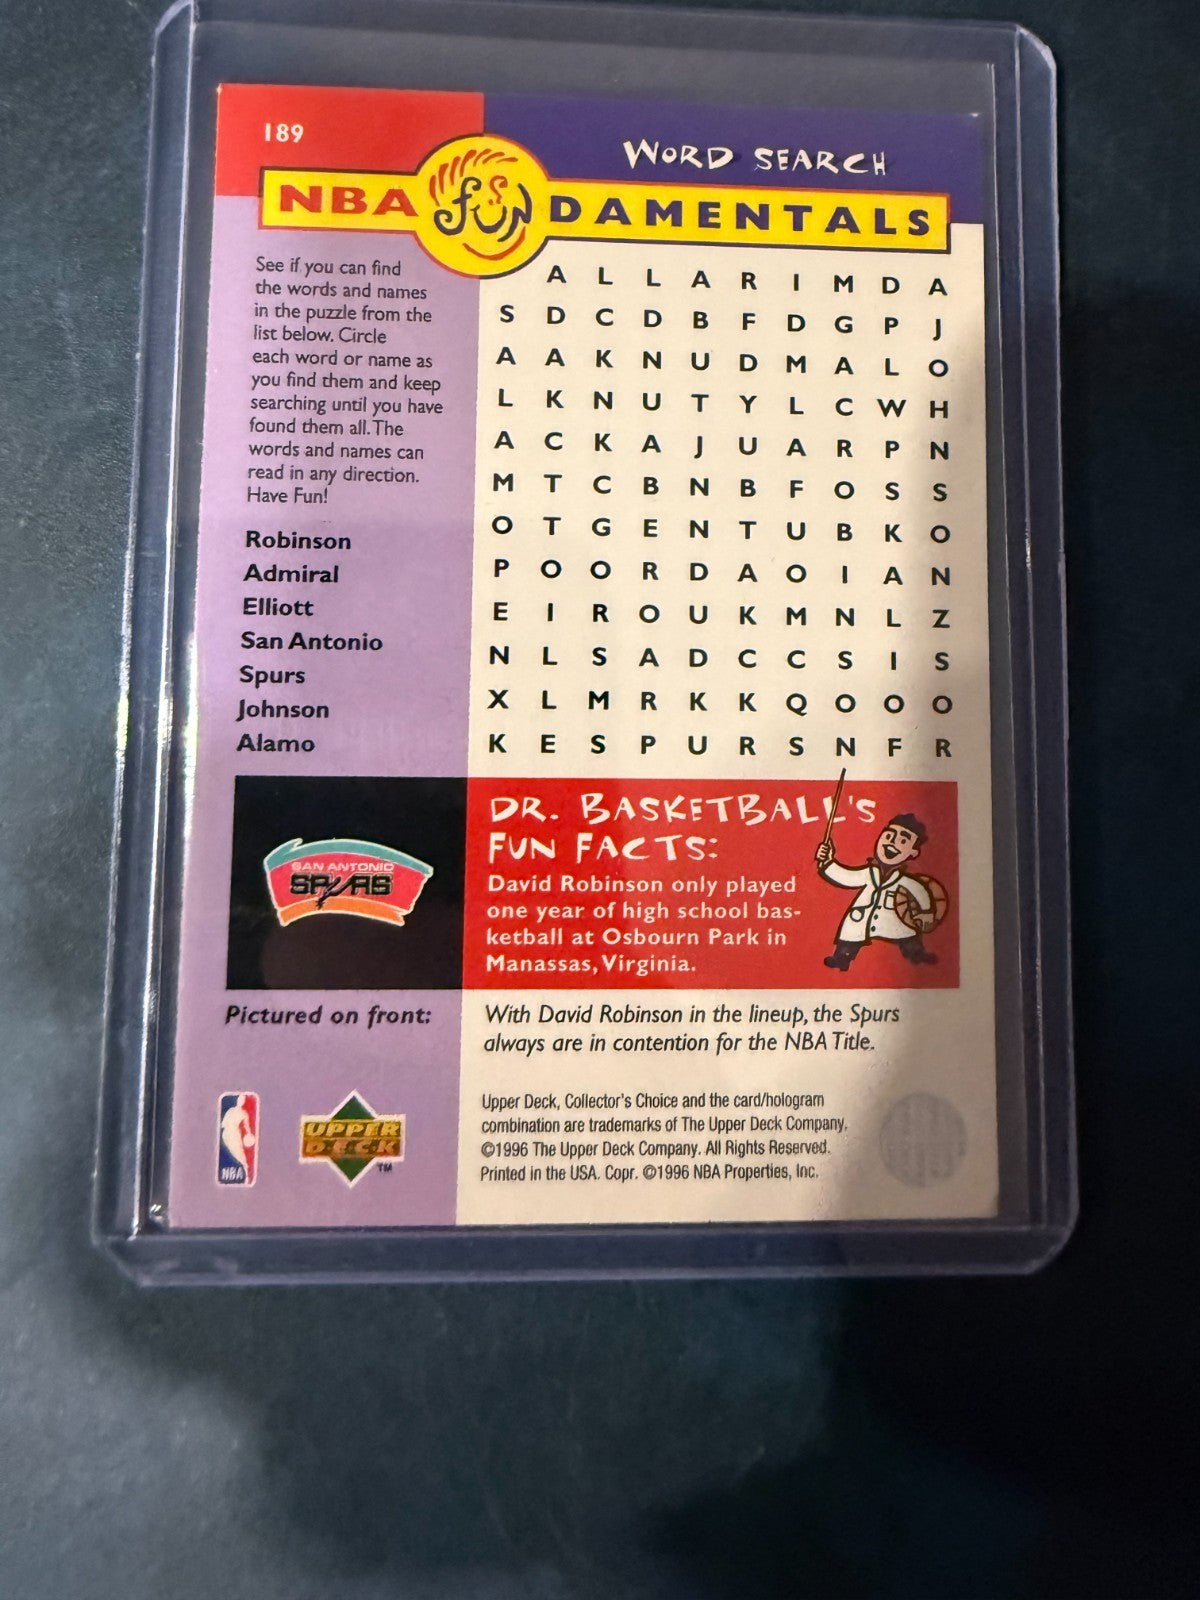 189
WORD SEARCH
NBA fUN DAMENTALS
See if you can find
the words and names
in the puzzle from the
list below. Circle
each word or name as
you find them and keep
searching until you have
found them all. The
words and names can
read in any direction.
Have Fun!
Robinson
Admiral
Elliott
San Antonio
Spurs
Johnson
Alamo
A L L A R I M D A
S D C D B F D G P J
A A K N U D M A L O
L K N U T Y L C W H
A C K A J U A R P N
M T C B N B F O S S
O T G E N T U B K O
P O O R D A O I A N
E I R O U K M N L Z
N L S A D C C S I S
X L M R K K Q O O O
K E S P U R S N F R
SAN ANTONIO
SPURS
DR. BASKETBALL'S
FUN FACTS:
David Robinson only played
one year of high school bas-
ketball at Osbourn Park in
Manassas, Virginia.
Pictured on front:
With David Robinson in the lineup, the Spurs
always are in contention for the NBA Title.
NBA
UPPER
DECK
TM
Upper Deck, Collector's Choice and the card/hologram
combination are trademarks of The Upper Deck Company.
©1996 The Upper Deck Company. All Rights Reserved.
Printed in the USA. Copr. ©1996 NBA Properties, Inc.